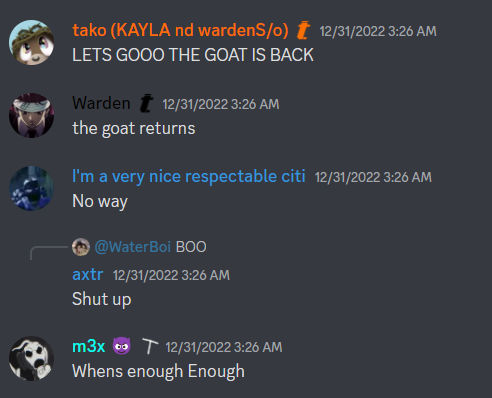 tako (KAYLA nd wardenS/o) 12/31/2022 3:26 AM
LETS GOOO THE GOAT IS BACK
Warden 12/31/2022 3:26 AM
the goat returns
I'm a very nice respectable citi 12/31/2022 3:26 AM
No way
@WaterBoi BOO
axtr 12/31/2022 3:26 AM
Shut up
m3x 😈 12/31/2022 3:26 AM
Whens enough Enough